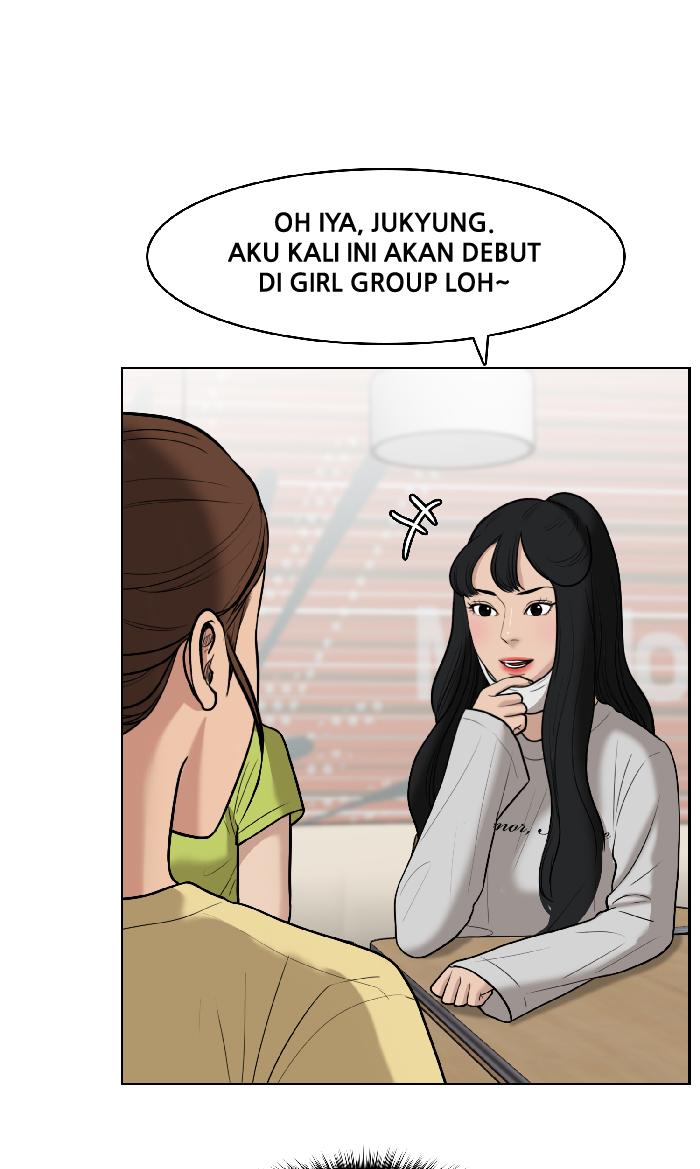 OH IYA, JUKYUNG.
AKU KALI INI AKAN DEBUT
DI GIRL GROUP LOH~